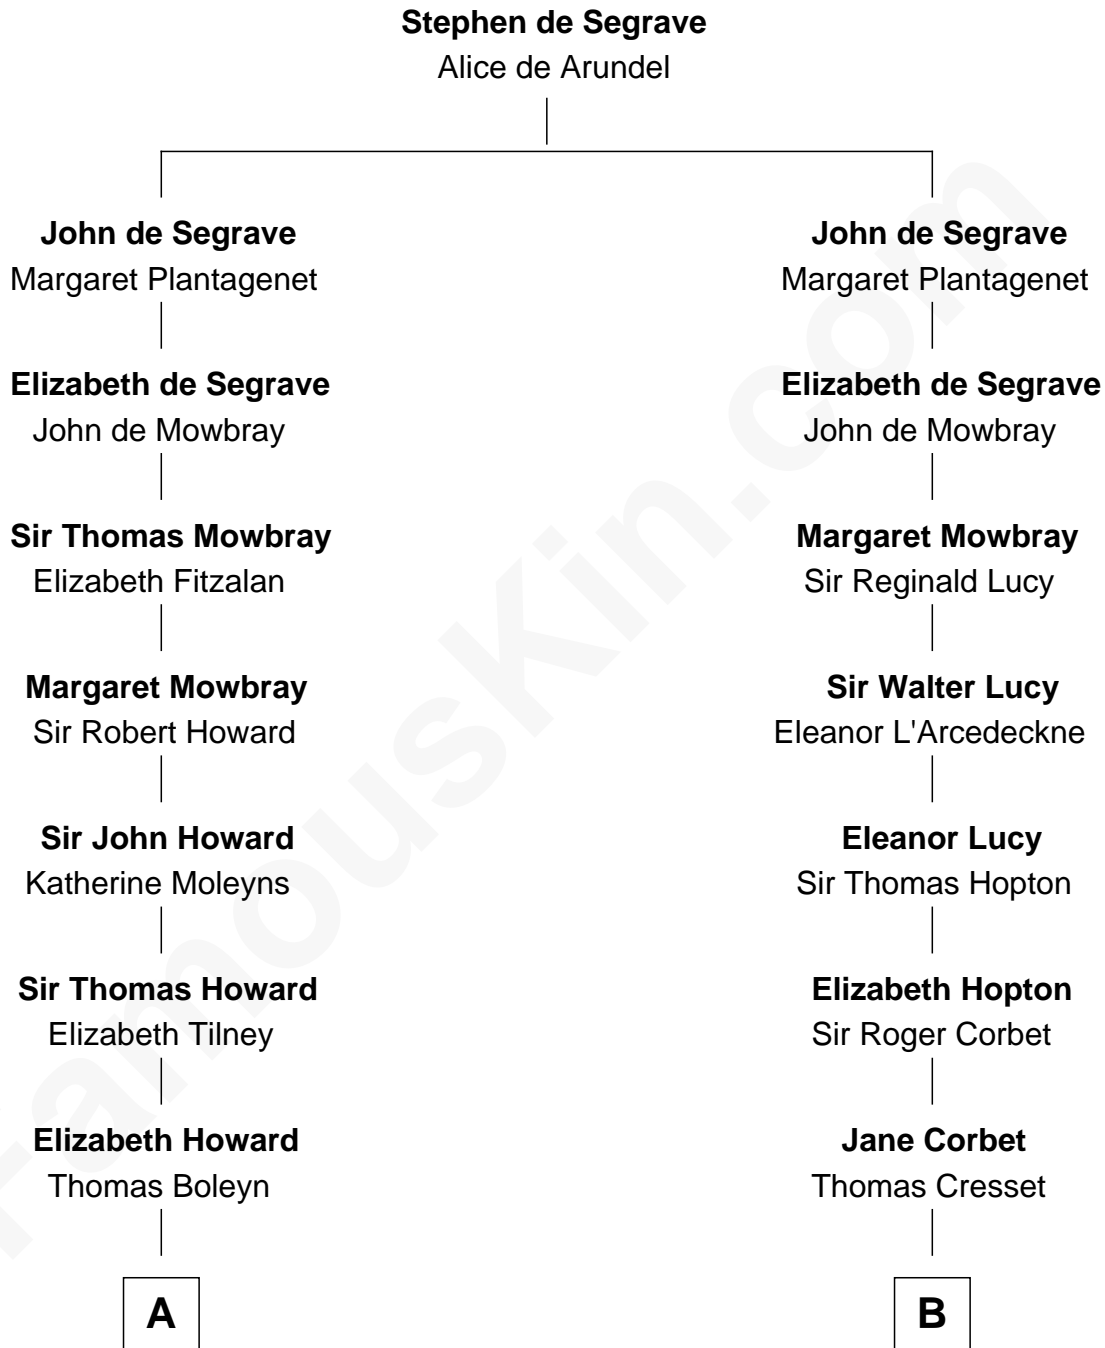 Stephen de Segrave
Alice de Arundel
John de Segrave
Margaret Plantagenet
Elizabeth de Segrave
John de Mowbray
Sir Thomas Mowbray
Elizabeth Fitzalan
Margaret Mowbray
Sir Robert Howard
Sir John Howard
Katherine Moleyns
Sir Thomas Howard
Elizabeth Tilney
Elizabeth Howard
Thomas Boleyn
A
John de Segrave
Margaret Plantagenet
Elizabeth de Segrave
John de Mowbray
Margaret Mowbray
Sir Reginald Lucy
Sir Walter Lucy
Eleanor L'Arcedeckne
Eleanor Lucy
Sir Thomas Hopton
Elizabeth Hopton
Sir Roger Corbet
Jane Corbet
Thomas Cresset
B
FamousKin.com